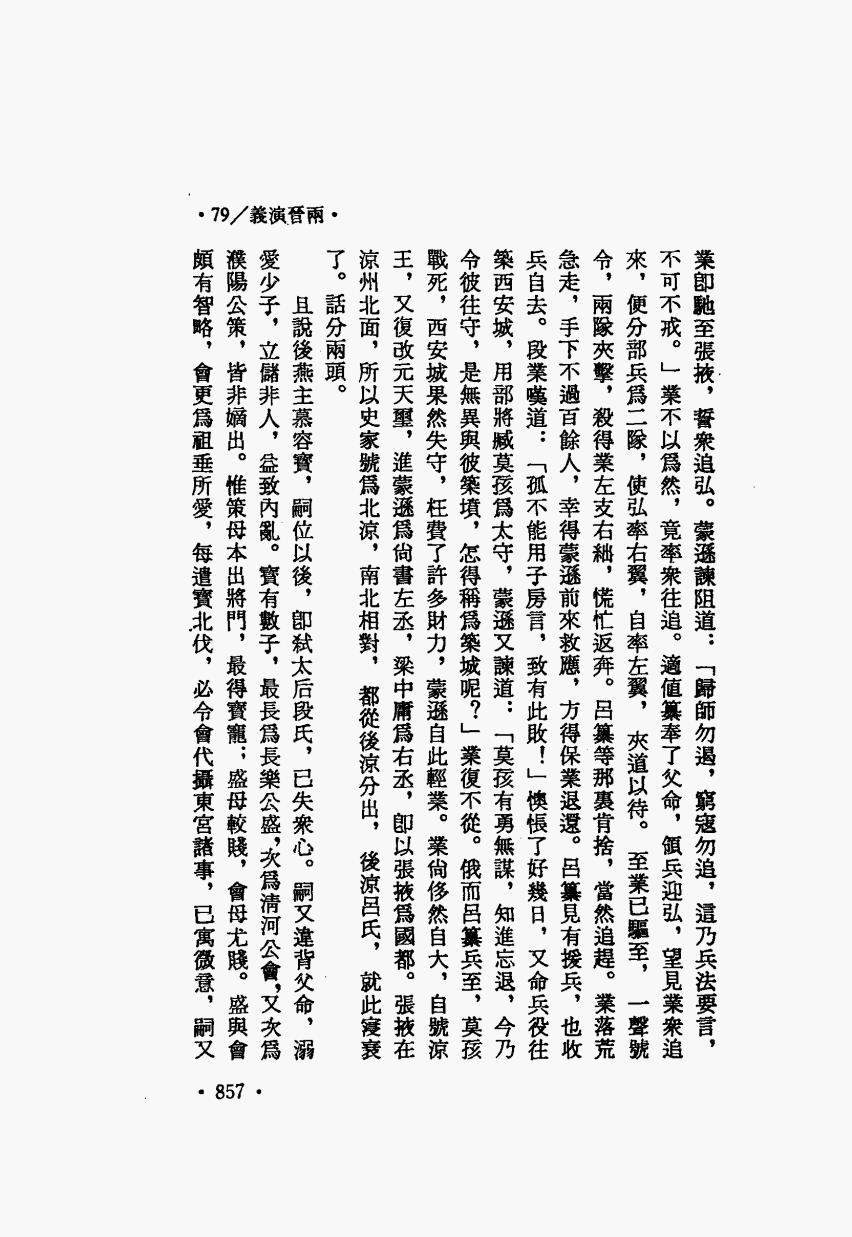 •79／義演晉兩•
業卽馳至張掖，誓衆追弘。蒙遜諫阻道：「歸師勿遏，窮寇勿追，這乃兵法要言，
不可不戒。」業不以爲然，竟率衆往追。適值纂奉了父命，領兵迎弘，望見業衆追
來，便分部兵爲二隊，使弘率右翼，自率左翼，夾道以待。至業已驅至，一聲號
令，兩隊夾擊，殺得業左支右絀，慌忙返奔。呂纂等那裏肯捨，當然追趕。業落荒
急走，手下不過百餘人，幸得蒙遜前來救應，方得保業退還。呂纂見有援兵，也收
兵自去。段業嘆道：「孤不能用子房言，致有此敗！」懊悵了好幾日，又命兵役往
築西安城，用部將臧莫孩爲太守，蒙遜又諫道：「莫孩有勇無謀，知進忘退，今乃
令彼往守，是無異與彼築墳，怎得稱爲築城呢？」業復不從。俄而呂纂兵至，莫孩
戰死，西安城果然失守，枉費了許多財力，蒙遜自此輕業。業尙侈然自大，自號涼
王，又復改元天璽，進蒙遜爲尙書左丞，梁中庸爲右丞，卽以張掖爲國都。張掖在
涼州北面，所以史家號爲北涼，南北相對，都從後涼分出，後涼呂氏，就此寖衰
了。話分兩頭。
且說後燕主慕容寶，嗣位以後，卽弒太后段氏，已失衆心。嗣又違背父命，溺
愛少子，立儲非人，益致內亂。寶有數子，最長爲長樂公盛，次爲淸河公會，又次爲
濮陽公策，皆非嫡出。惟策母本出將門，最得寶寵；盛母較賤，會母尤賤。盛與會
頗有智略，會更爲祖垂所愛，每遣寶北伐，必令會代攝東宮諸事，已寓微意，嗣又
•857•